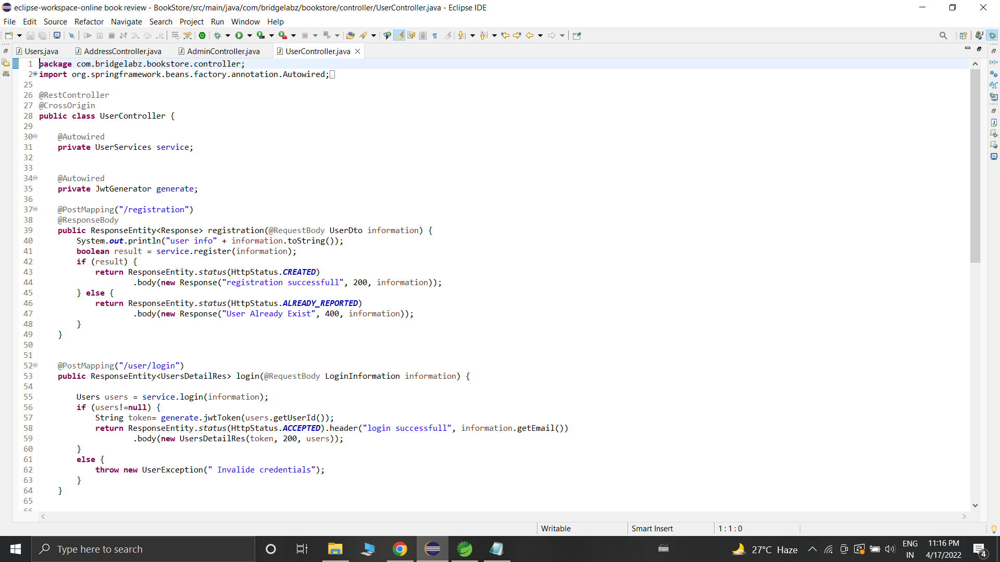 eclipse-workspace-online book review - BookStore/src/main/java/com/bridgelabz/bookstore/controller/UserController.java - Eclipse IDE
File Edit Source Refactor Navigate Search Project Run Window Help
Users.java AddressController.java AdminController.java UserController.java
1 package com.bridgelabz.bookstore.controller;
2 import org.springframework.beans.factory.annotation.Autowired;
25
26 @RestController
27 @CrossOrigin
28 public class UserController {
29
30 @Autowired
31 private UserServices service;
32
33
34 @Autowired
35 private JwtGenerator generate;
36
37 @PostMapping("/registration")
38 @ResponseBody
39 public ResponseEntity<Response> registration(@RequestBody UserDto information) {
40 System.out.println("user info" + information.toString());
41 boolean result = service.register(information);
42 if (result) {
43 return ResponseEntity.status(HttpStatus.CREATED)
44 .body(new Response("registration successfull", 200, information));
45 } else {
46 return ResponseEntity.status(HttpStatus.ALREADY_REPORTED)
47 .body(new Response("User Already Exist", 400, information));
48 }
49 }
50
51
52 @PostMapping("/user/login")
53 public ResponseEntity<UsersDetailRes> login(@RequestBody LoginInformation information) {
54
55 Users users = service.login(information);
56 if (users!=null) {
57 String token= generate.jwtToken(users.getUserId());
58 return ResponseEntity.status(HttpStatus.ACCEPTED).header("login successfull", information.getEmail())
59 .body(new UsersDetailRes(token, 200, users));
60 }
61 else {
62 throw new UserException(" Invalide credentials");
63 }
64 }
65
66
Writable Smart Insert 1 : 1 : 0
Type here to search
27°C Haze
ENG
IN
11:16 PM
4/17/2022
4